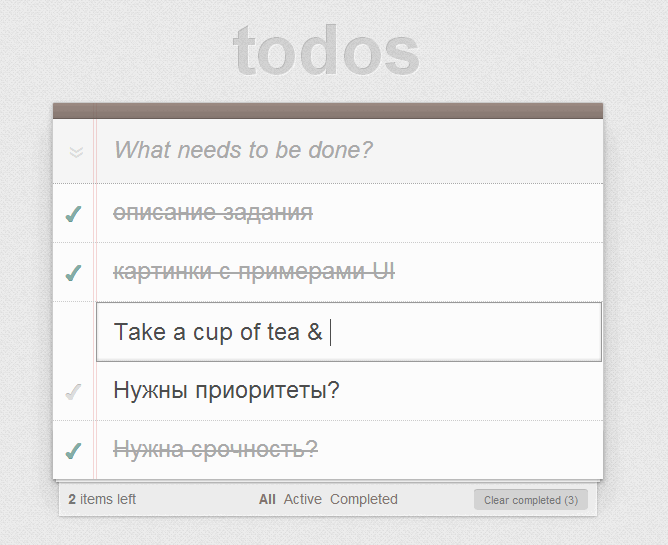 todos
What needs to be done?
описание задания
картинки с примерами UI
Take a cup of tea &
Нужны приоритеты?
Нужна срочность?
2 items left All Active Completed Clear completed (3)